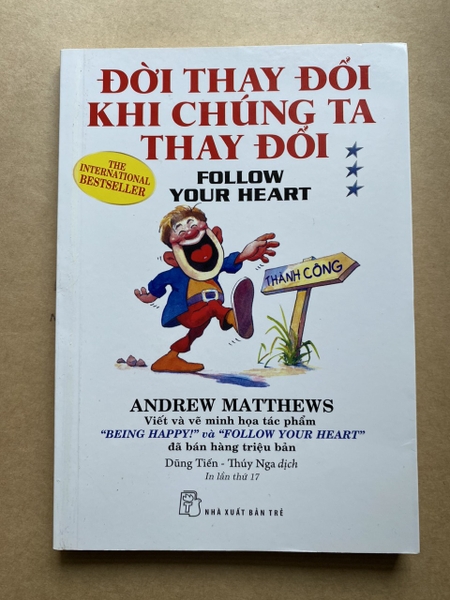 ĐỜI THAY ĐỔI
KHI CHÚNG TA
THAY ĐỔI
THE
INTERNATIONAL
BESTSELLER
FOLLOW
YOUR HEART
THÀNH CÔNG
ANDREW MATTHEWS
Viết và vẽ minh họa tác phẩm
“BEING HAPPY!” và “FOLLOW YOUR HEART”
đã bán hàng triệu bản
Dũng Tiến - Thúy Nga dịch
In lần thứ 17
NHÀ XUẤT BẢN TRẺ